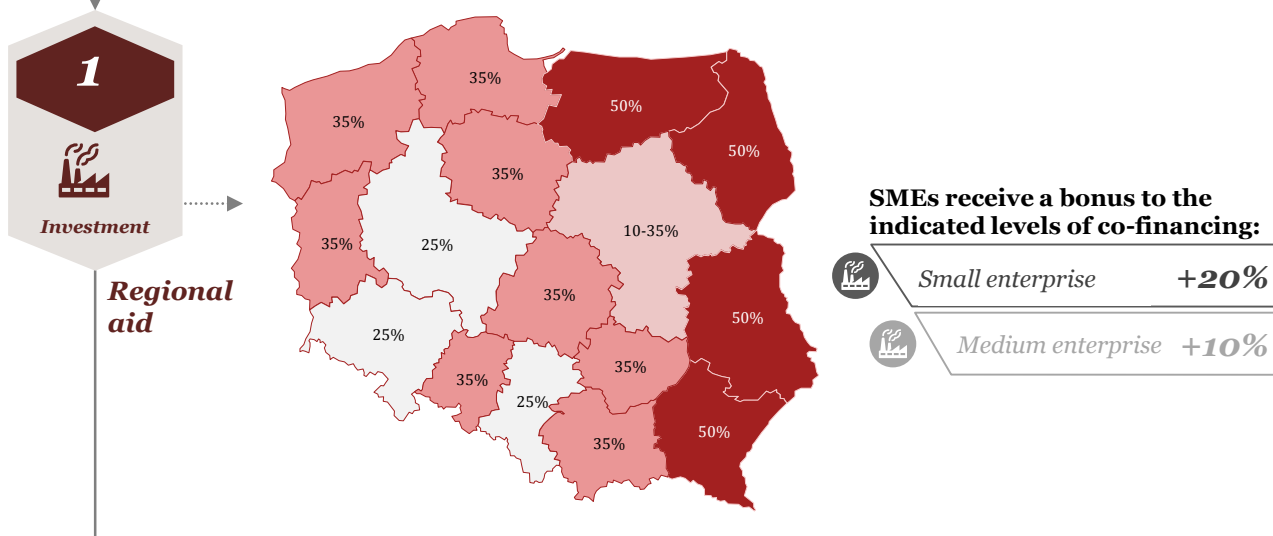 1
Investment
Regional
aid
35%
35%
50%
50%
35%
35%
25%
10-35%
35%
25%
50%
35%
35%
25%
35%
50%
SMEs receive a bonus to the
indicated levels of co-financing:
Small enterprise +20%
Medium enterprise +10%